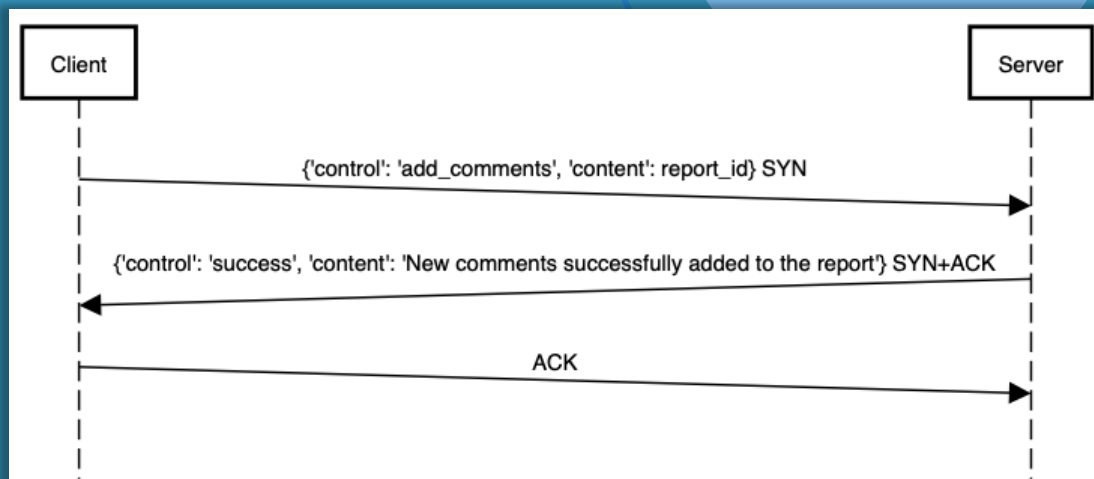 Client
Server
{'control': 'add_comments', 'content': report_id} SYN
{'control': 'success', 'content': 'New comments successfully added to the report'} SYN+ACK
ACK